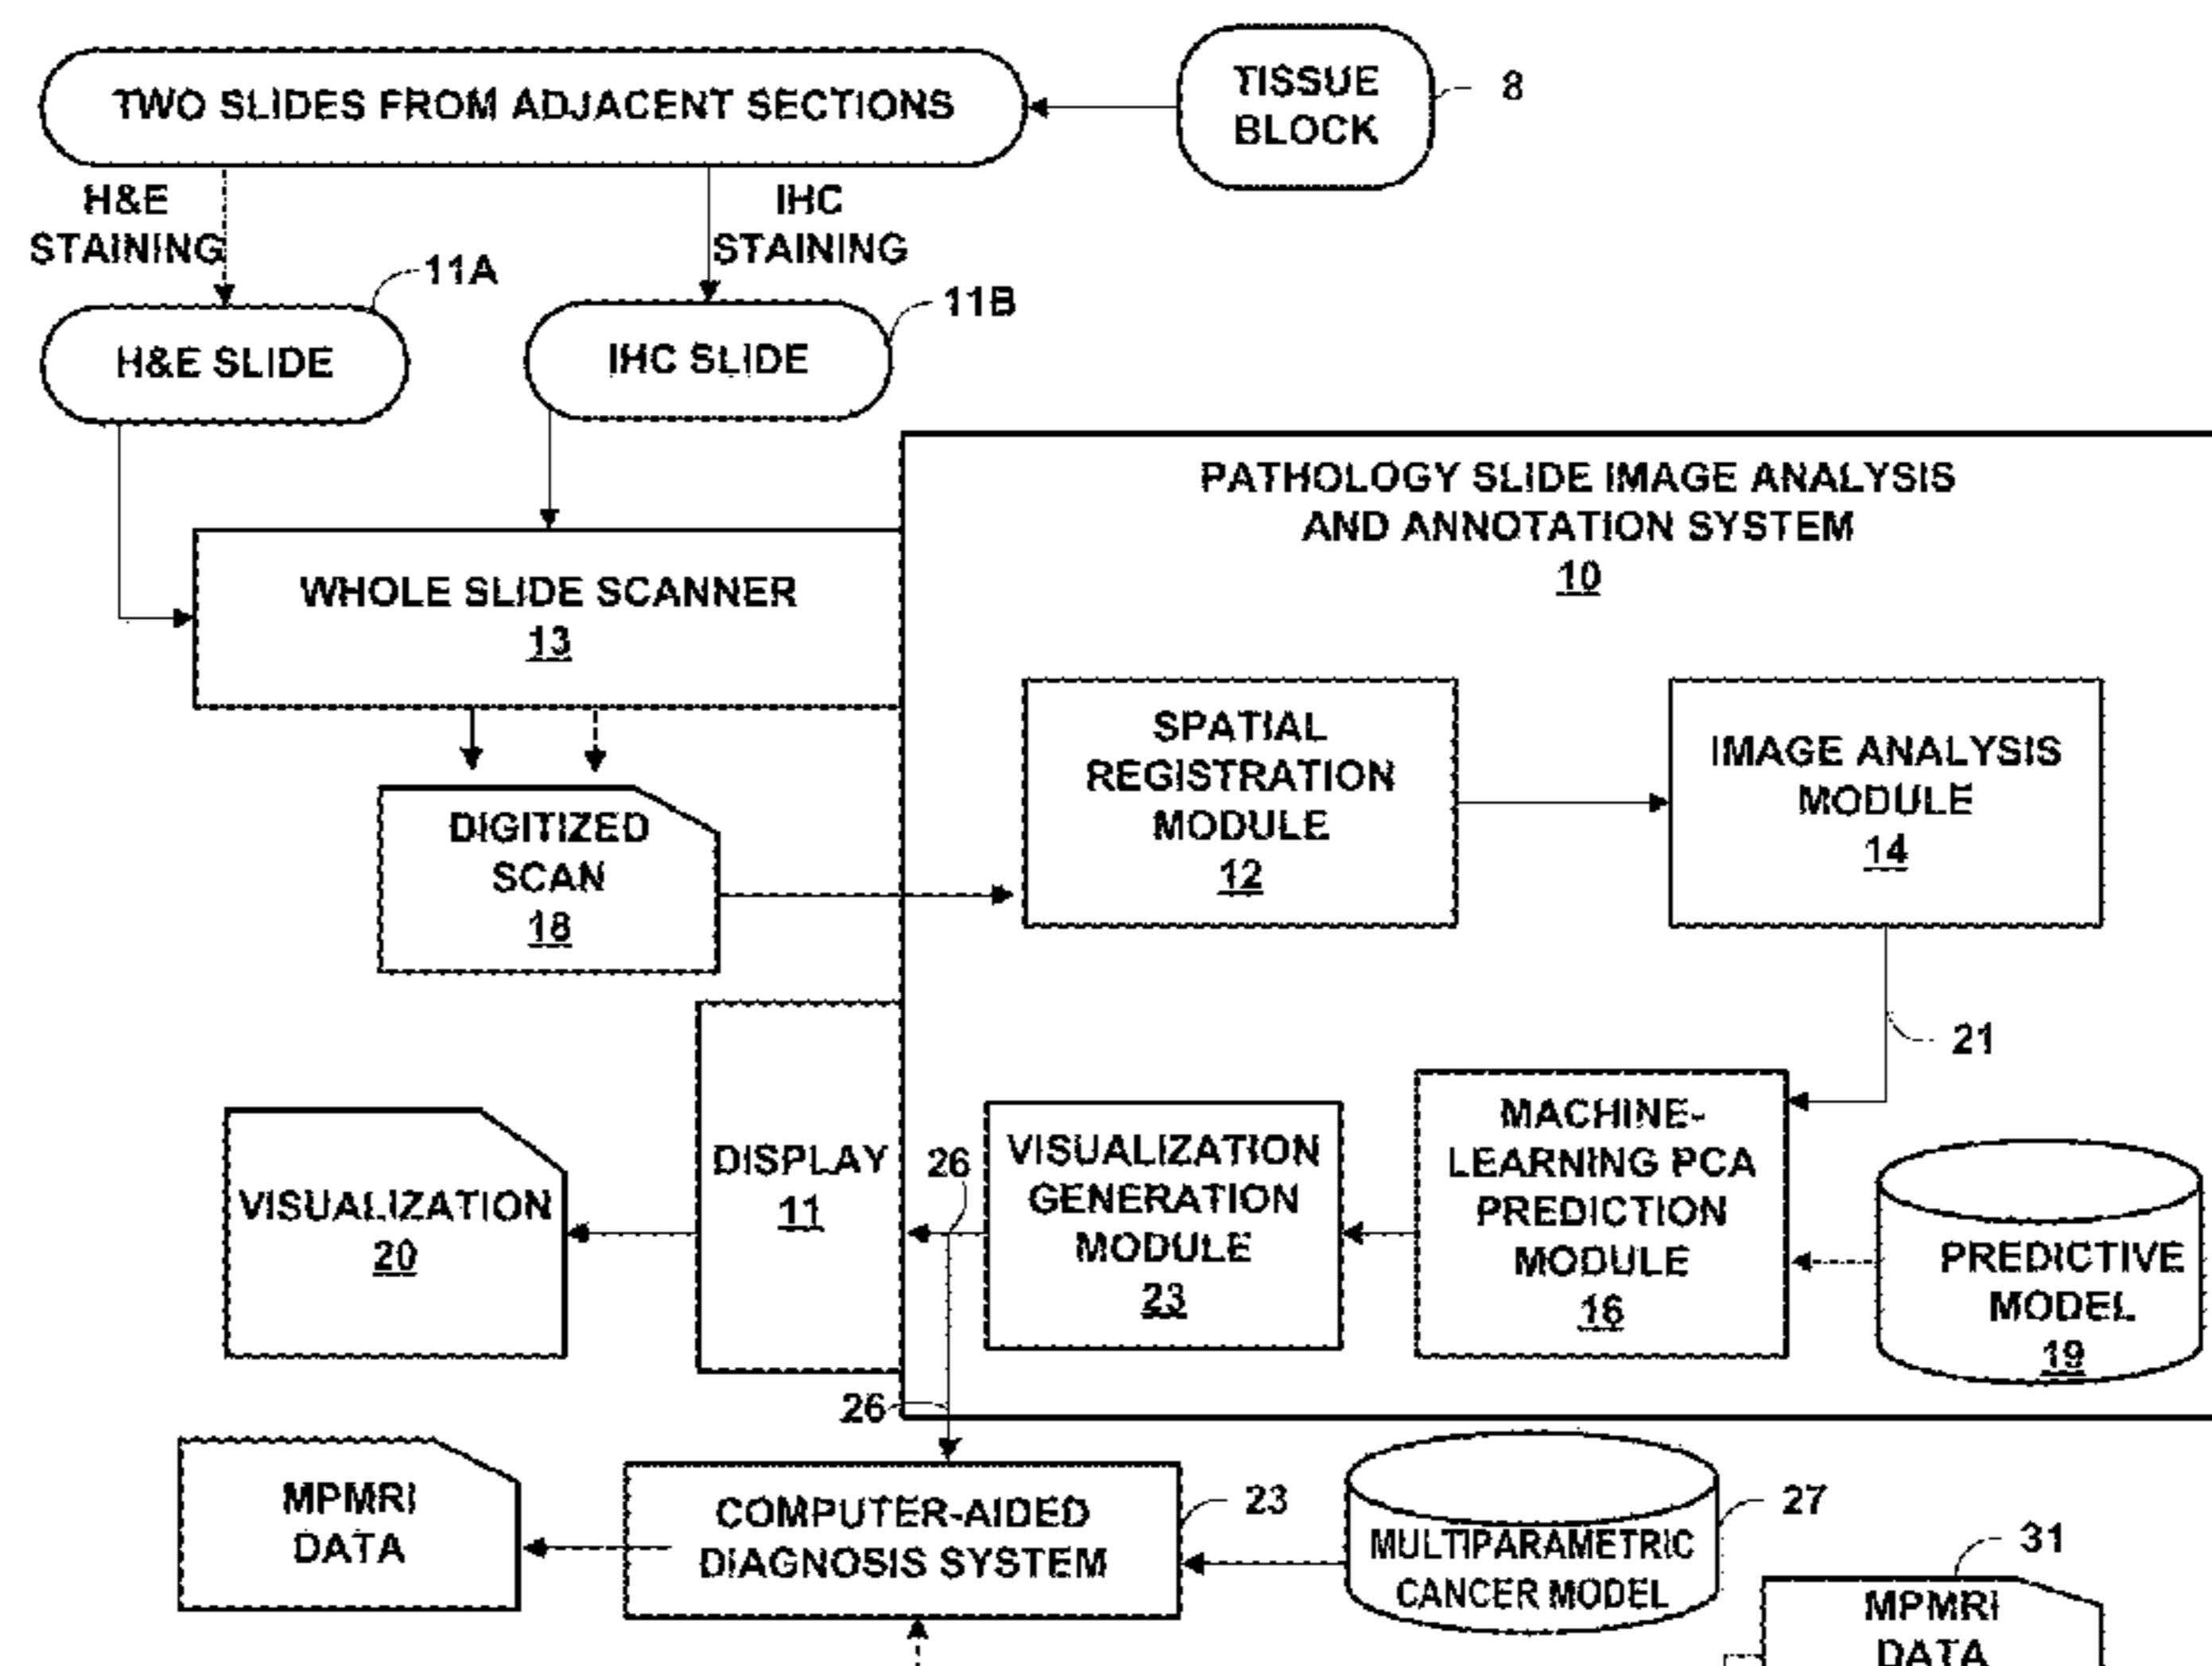 TWO SLIDES FROM ADJACENT SECTIONS
TISSUE
BLOCK
8
H&E
STAINING
IHC
STAINING
11A
11B
H&E SLIDE
IHC SLIDE
PATHOLOGY SLIDE IMAGE ANALYSIS
AND ANNOTATION SYSTEM
10
WHOLE SLIDE SCANNER
13
SPATIAL
REGISTRATION
MODULE
12
IMAGE ANALYSIS
MODULE
14
DIGITIZED
SCAN
18
21
MACHINE-
LEARNING PCA
PREDICTION
MODULE
16
VISUALIZATION
GENERATION
MODULE
23
PREDICTIVE
MODEL
19
DISPLAY
11
26
VISUALIZATION
20
26
MPMRI
DATA
COMPUTER-AIDED
DIAGNOSIS SYSTEM
23
MULTIPARAMETRIC
CANCER MODEL
27
31
MPMRI
DATA